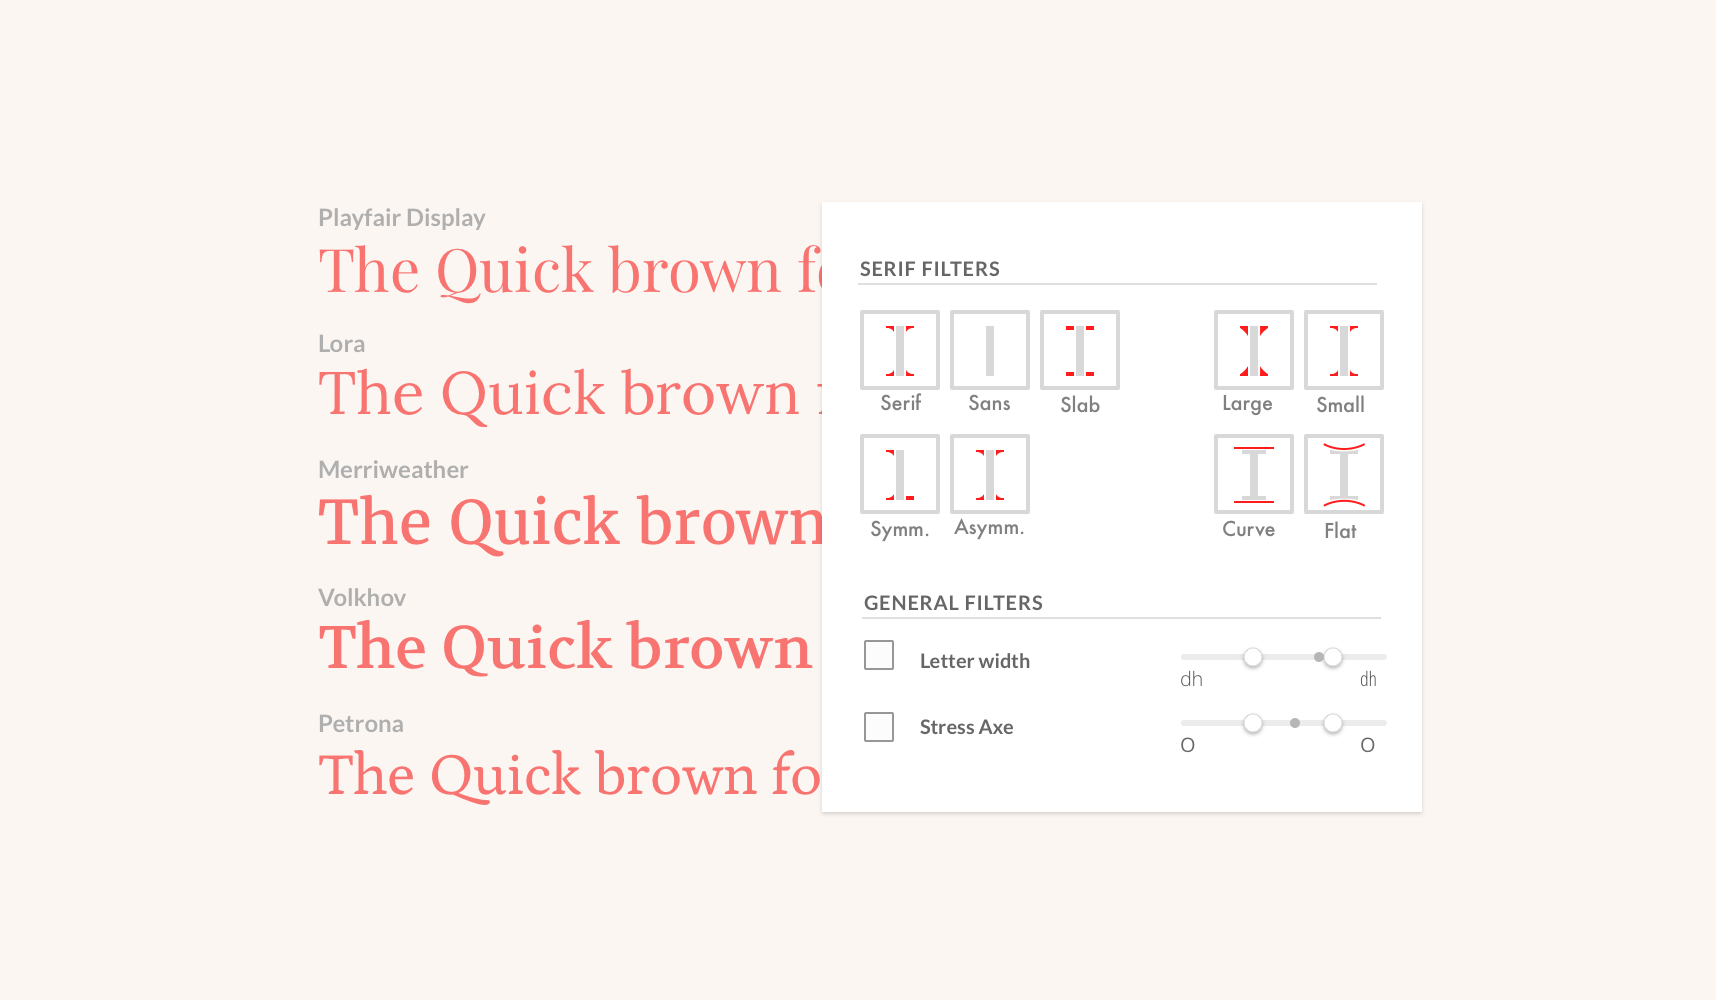 Playfair Display
The Quick brown fo
Lora
The Quick brown
Merriweather
The Quick brown
Volkhov
The Quick brown
Petrona
The Quick brown fo
SERIF FILTERS
Serif Sans Slab Large Small
Symm. Asymm. Curve Flat
GENERAL FILTERS
Letter width
dh dh
Stress Axe
O O